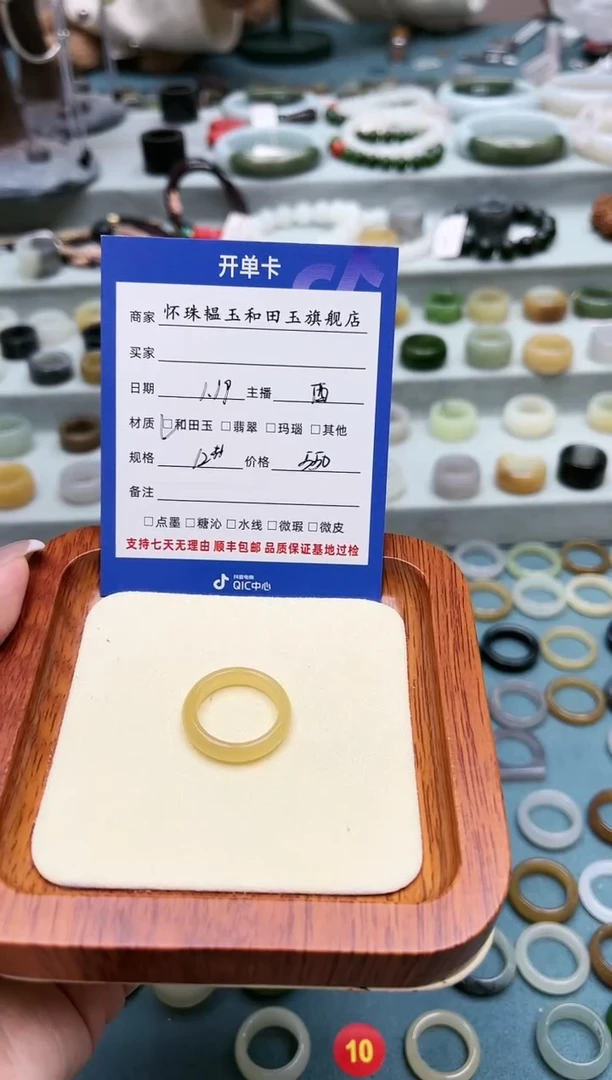 开单卡
商家 怀珠韫玉和田玉旗舰店
买家
日期 1.19 主播 西
材质 ☐和田玉 ☐翡翠 ☐玛瑙 ☐其他
规格 12# 价格 550
备注
☐点墨 ☐糖沁 ☐水线 ☐微瑕 ☐微皮
支持七天无理由 顺丰包邮 品质保证基地过检
抖音电商 QIC中心
10